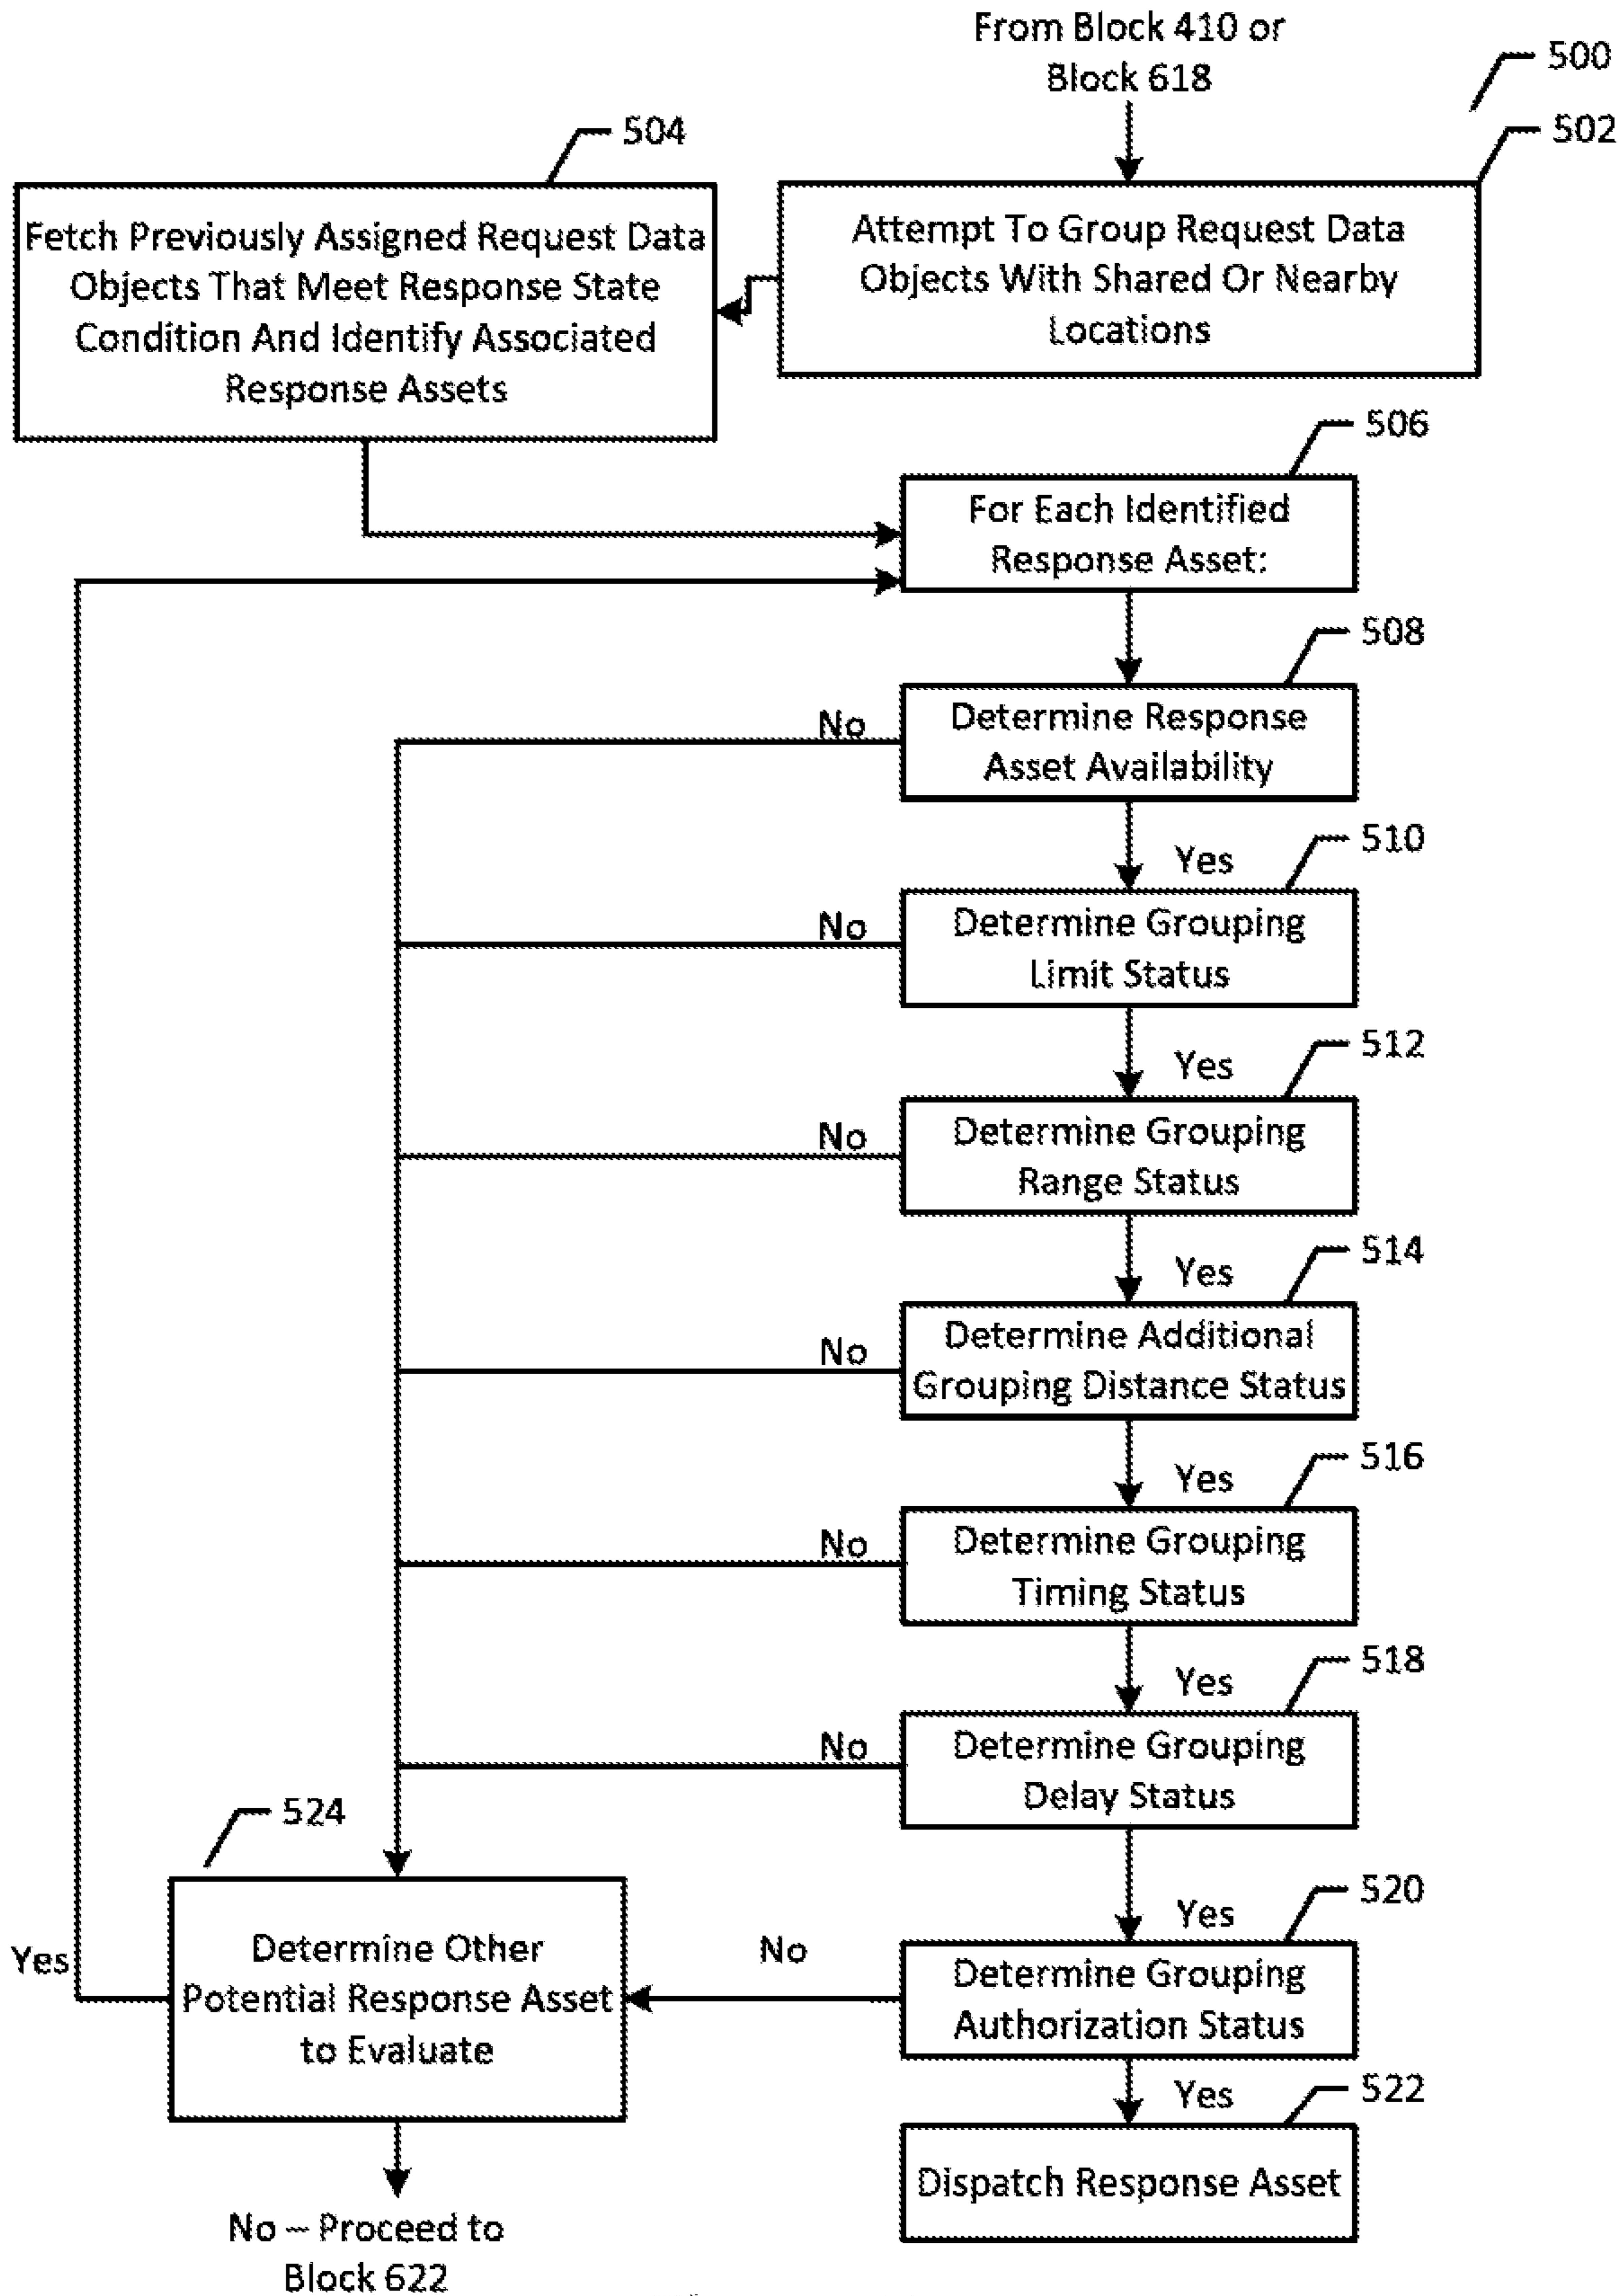 From Block 410 or
Block 618
500
502
504
Attempt To Group Request Data
Objects With Shared Or Nearby
Locations
Fetch Previously Assigned Request Data
Objects That Meet Response State
Condition And Identify Associated
Response Assets
506
For Each Identified
Response Asset:
508
Determine Response
Asset Availability
No
Yes
510
Determine Grouping
Limit Status
No
Yes
512
Determine Grouping
Range Status
No
Yes
514
Determine Additional
Grouping Distance Status
No
Yes
516
Determine Grouping
Timing Status
No
Yes
518
Determine Grouping
Delay Status
No
Yes
520
Determine Grouping
Authorization Status
No
Yes
522
Dispatch Response Asset
524
Determine Other
Potential Response Asset
to Evaluate
Yes
No – Proceed to
Block 622